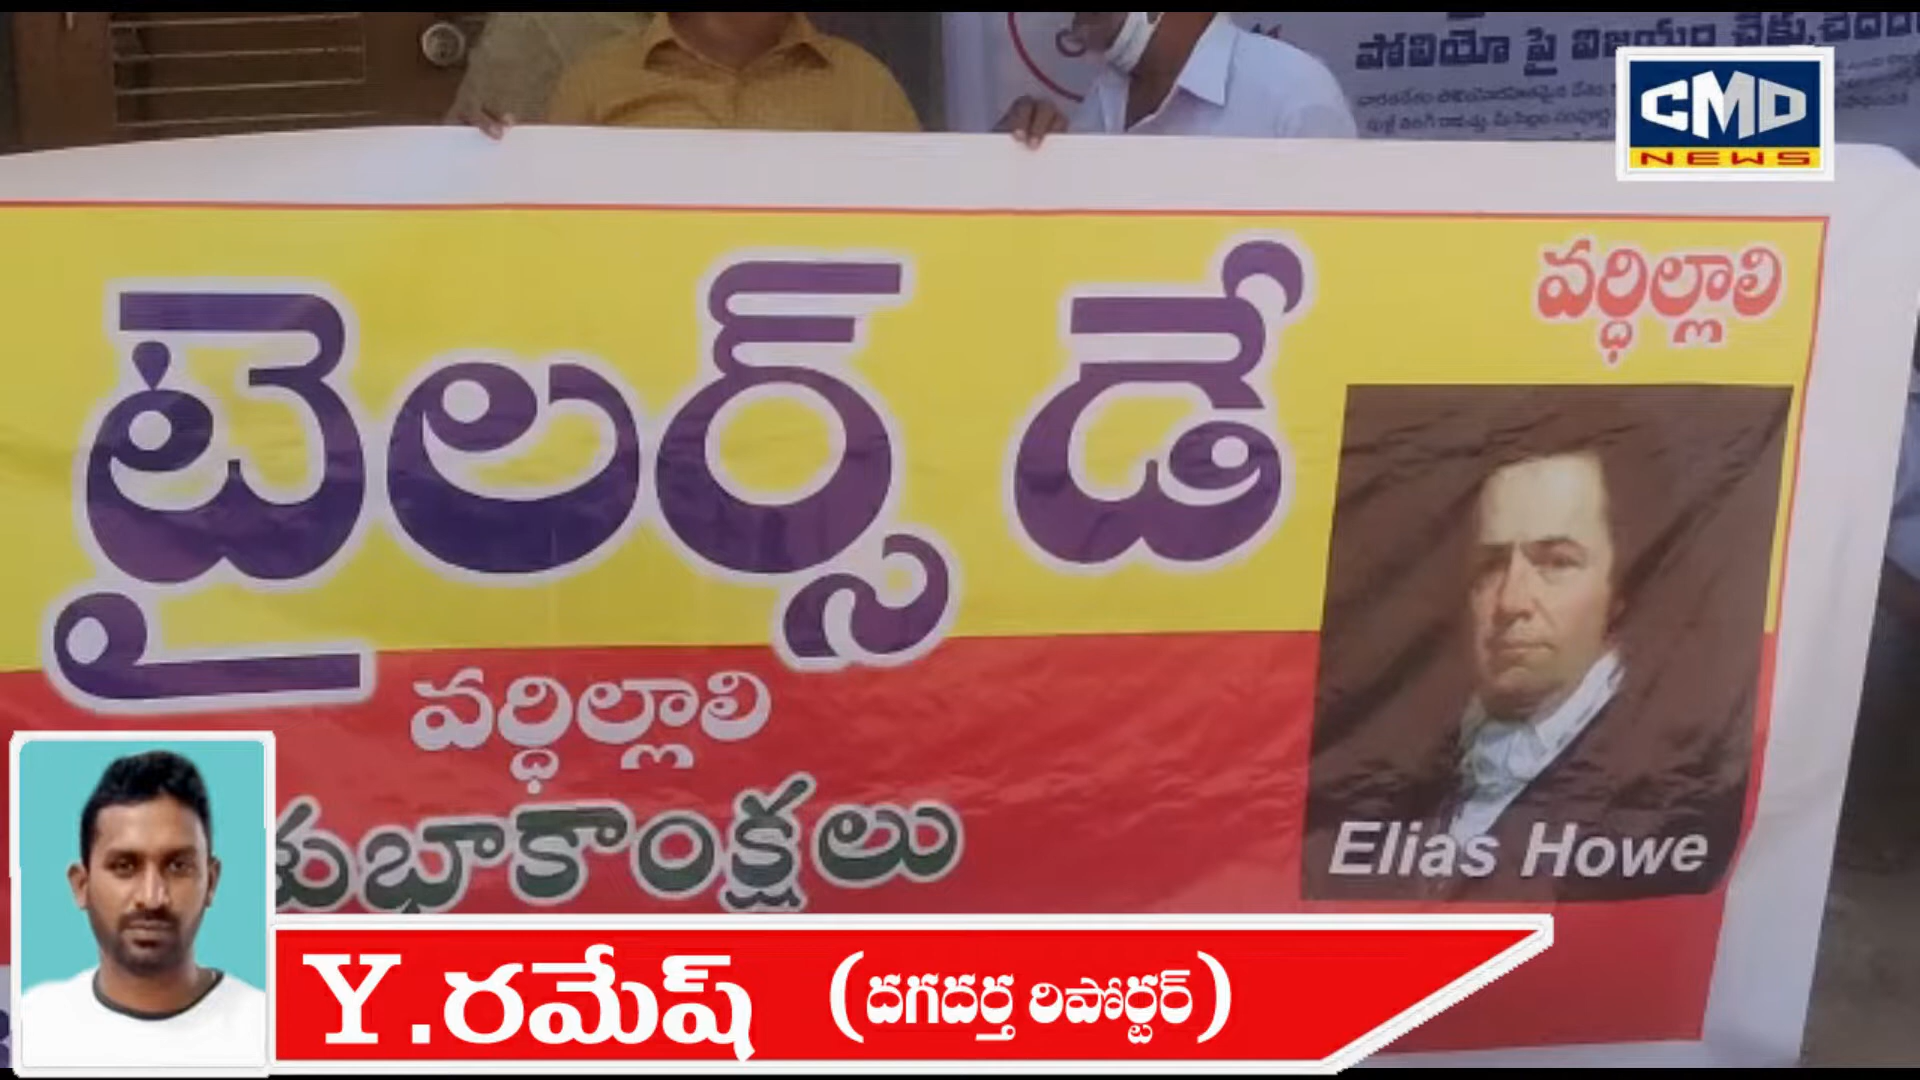 పోలియో పై విజయం
CMD
NEWS
వర్ధిల్లాలి
టైలర్స్ డే
వర్ధిల్లాలి
శుభాకాంక్షలు
Elias Howe
Y.రమేష్ (దగదర్తి రిపోర్టర్)